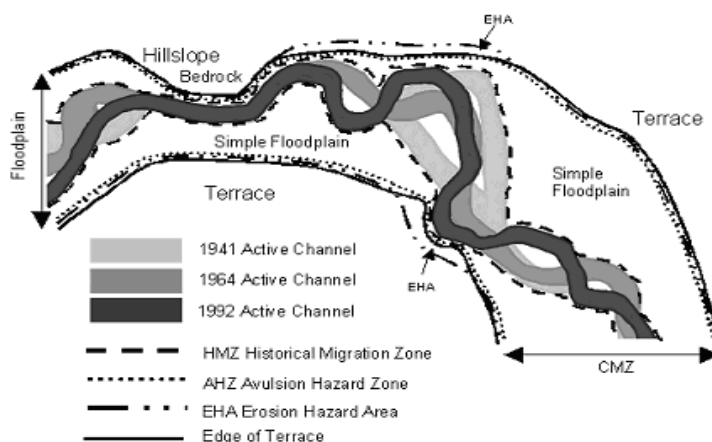 EHA
Hillslope
Bedrock
Floodplain
Simple Floodplain
Terrace
Terrace
Simple
Floodplain
EHA
CMZ
1941 Active Channel
1964 Active Channel
1992 Active Channel
HMZ Historical Migration Zone
AHZ Avulsion Hazard Zone
EHA Erosion Hazard Area
Edge of Terrace